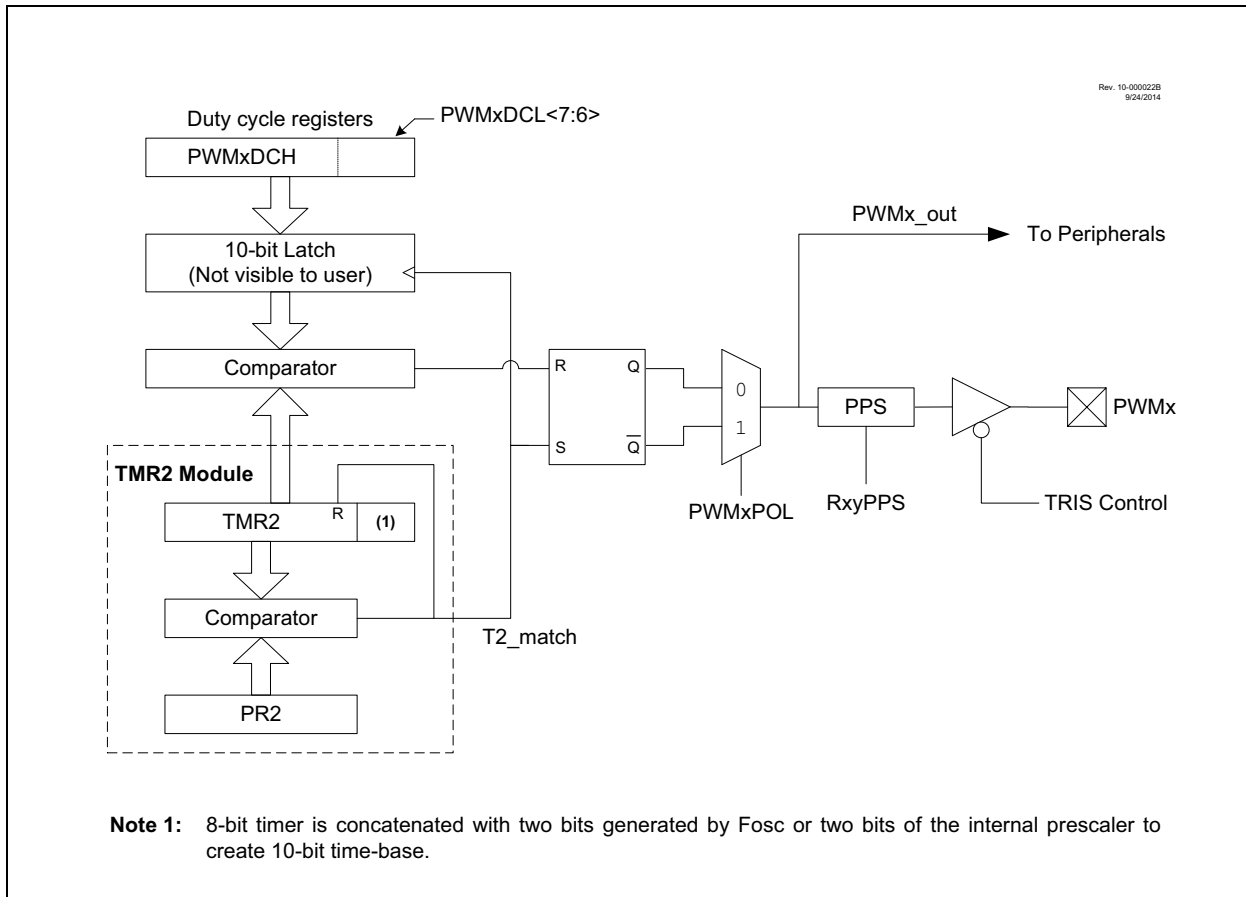 Rev. 10-000022B
9/24/2014
Duty cycle registers
PWMxDCL<7:6>
PWMxDCH
10-bit Latch
(Not visible to user)
Comparator
PWMx_out
To Peripherals
R
Q
S
Q
0
1
PPS
PWMx
PWMxPOL
RxyPPS
TRIS Control
TMR2 Module
R
TMR2
(1)
Comparator
T2_match
PR2
Note 1: 8-bit timer is concatenated with two bits generated by Fosc or two bits of the internal prescaler to
create 10-bit time-base.